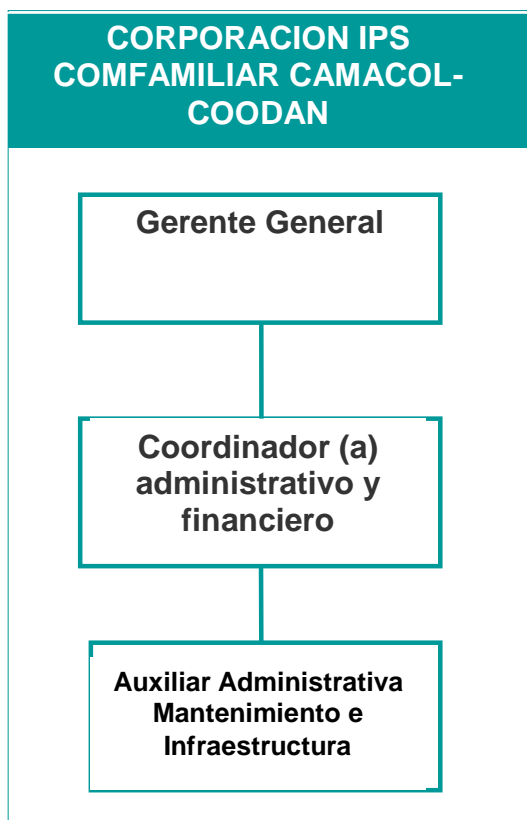 CORPORACION IPS
COMFAMILIAR CAMACOL-
COODAN
Gerente General
Coordinador (a)
administrativo y
financiero
Auxiliar Administrativa
Mantenimiento e
Infraestructura